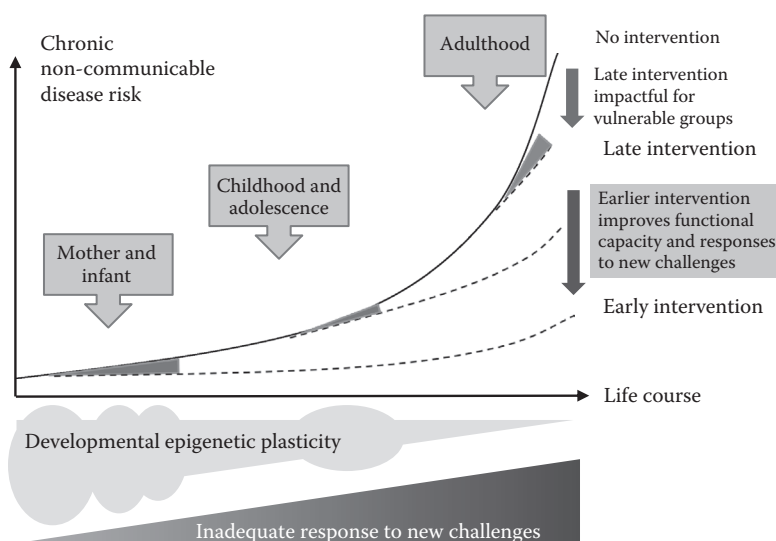 Chronic
non-communicable
disease risk
Adulthood
No intervention
Late intervention
impactful for
vulnerable groups
Late intervention
Childhood and
adolescence
Earlier intervention
improves functional
capacity and responses
to new challenges
Mother and
infant
Early intervention
Life course
Developmental epigenetic plasticity
Inadequate response to new challenges